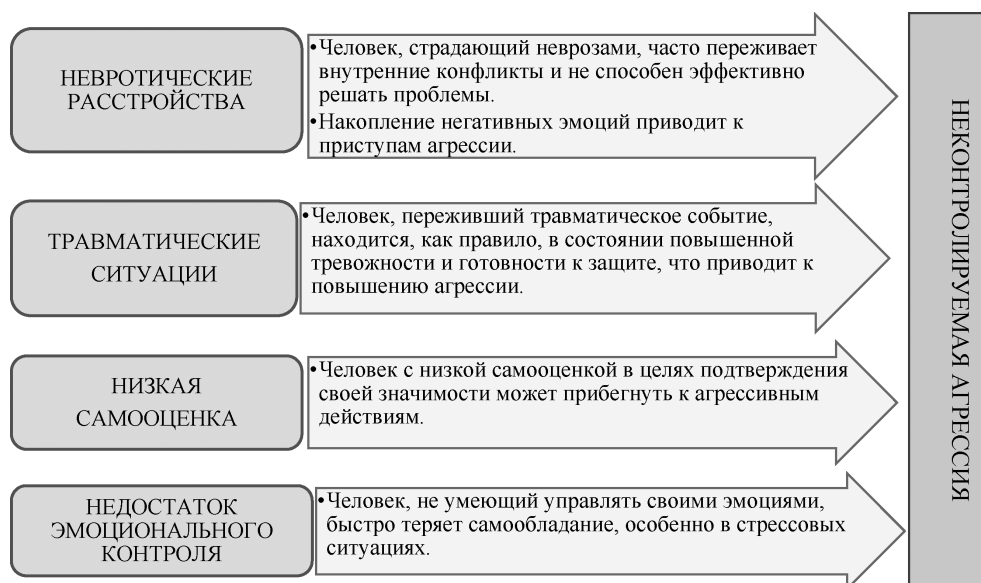 НЕВРОТИЧЕСКИЕ
РАССТРОЙСТВА
•Человек, страдающий неврозами, часто переживает
внутренние конфликты и не способен эффективно
решать проблемы.
•Накопление негативных эмоций приводит к
приступам агрессии.
ТРАВМАТИЧЕСКИЕ
СИТУАЦИИ
•Человек, переживший травматическое событие,
находится, как правило, в состоянии повышенной
тревожности и готовности к защите, что приводит к
повышению агрессии.
НИЗКАЯ
САМООЦЕНКА
•Человек с низкой самооценкой в целях подтверждения
своей значимости может прибегнуть к агрессивным
действиям.
НЕДОСТАТОК
ЭМОЦИОНАЛЬНОГО
КОНТРОЛЯ
•Человек, не умеющий управлять своими эмоциями,
быстро теряет самообладание, особенно в стрессовых
ситуациях.
НЕКОНТРОЛИРУЕМАЯ АГРЕССИЯ